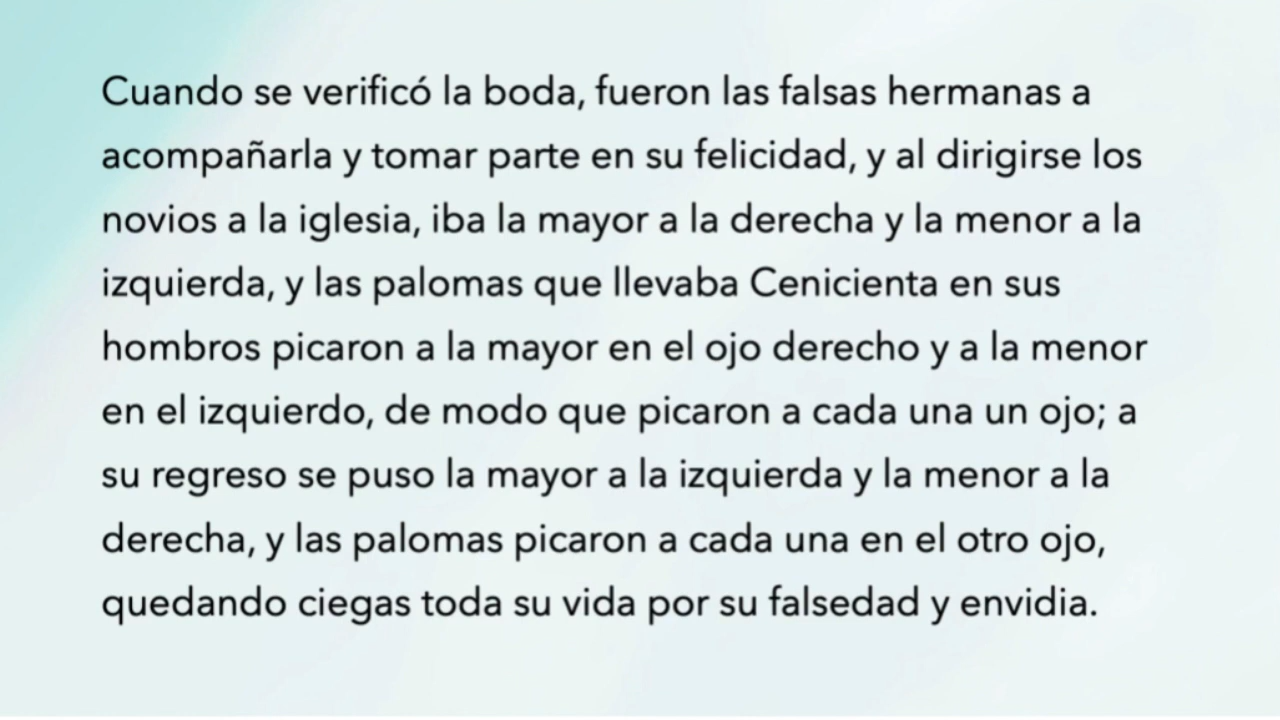 Cuando se verificó la boda, fueron las falsas hermanas a
acompañarla y tomar parte en su felicidad, y al dirigirse los
novios a la iglesia, iba la mayor a la derecha y la menor a la
izquierda, y las palomas que llevaba Cenicienta en sus
hombros picaron a la mayor en el ojo derecho y a la menor
en el izquierdo, de modo que picaron a cada una un ojo; a
su regreso se puso la mayor a la izquierda y la menor a la
derecha, y las palomas picaron a cada una en el otro ojo,
quedando ciegas toda su vida por su falsedad y envidia.